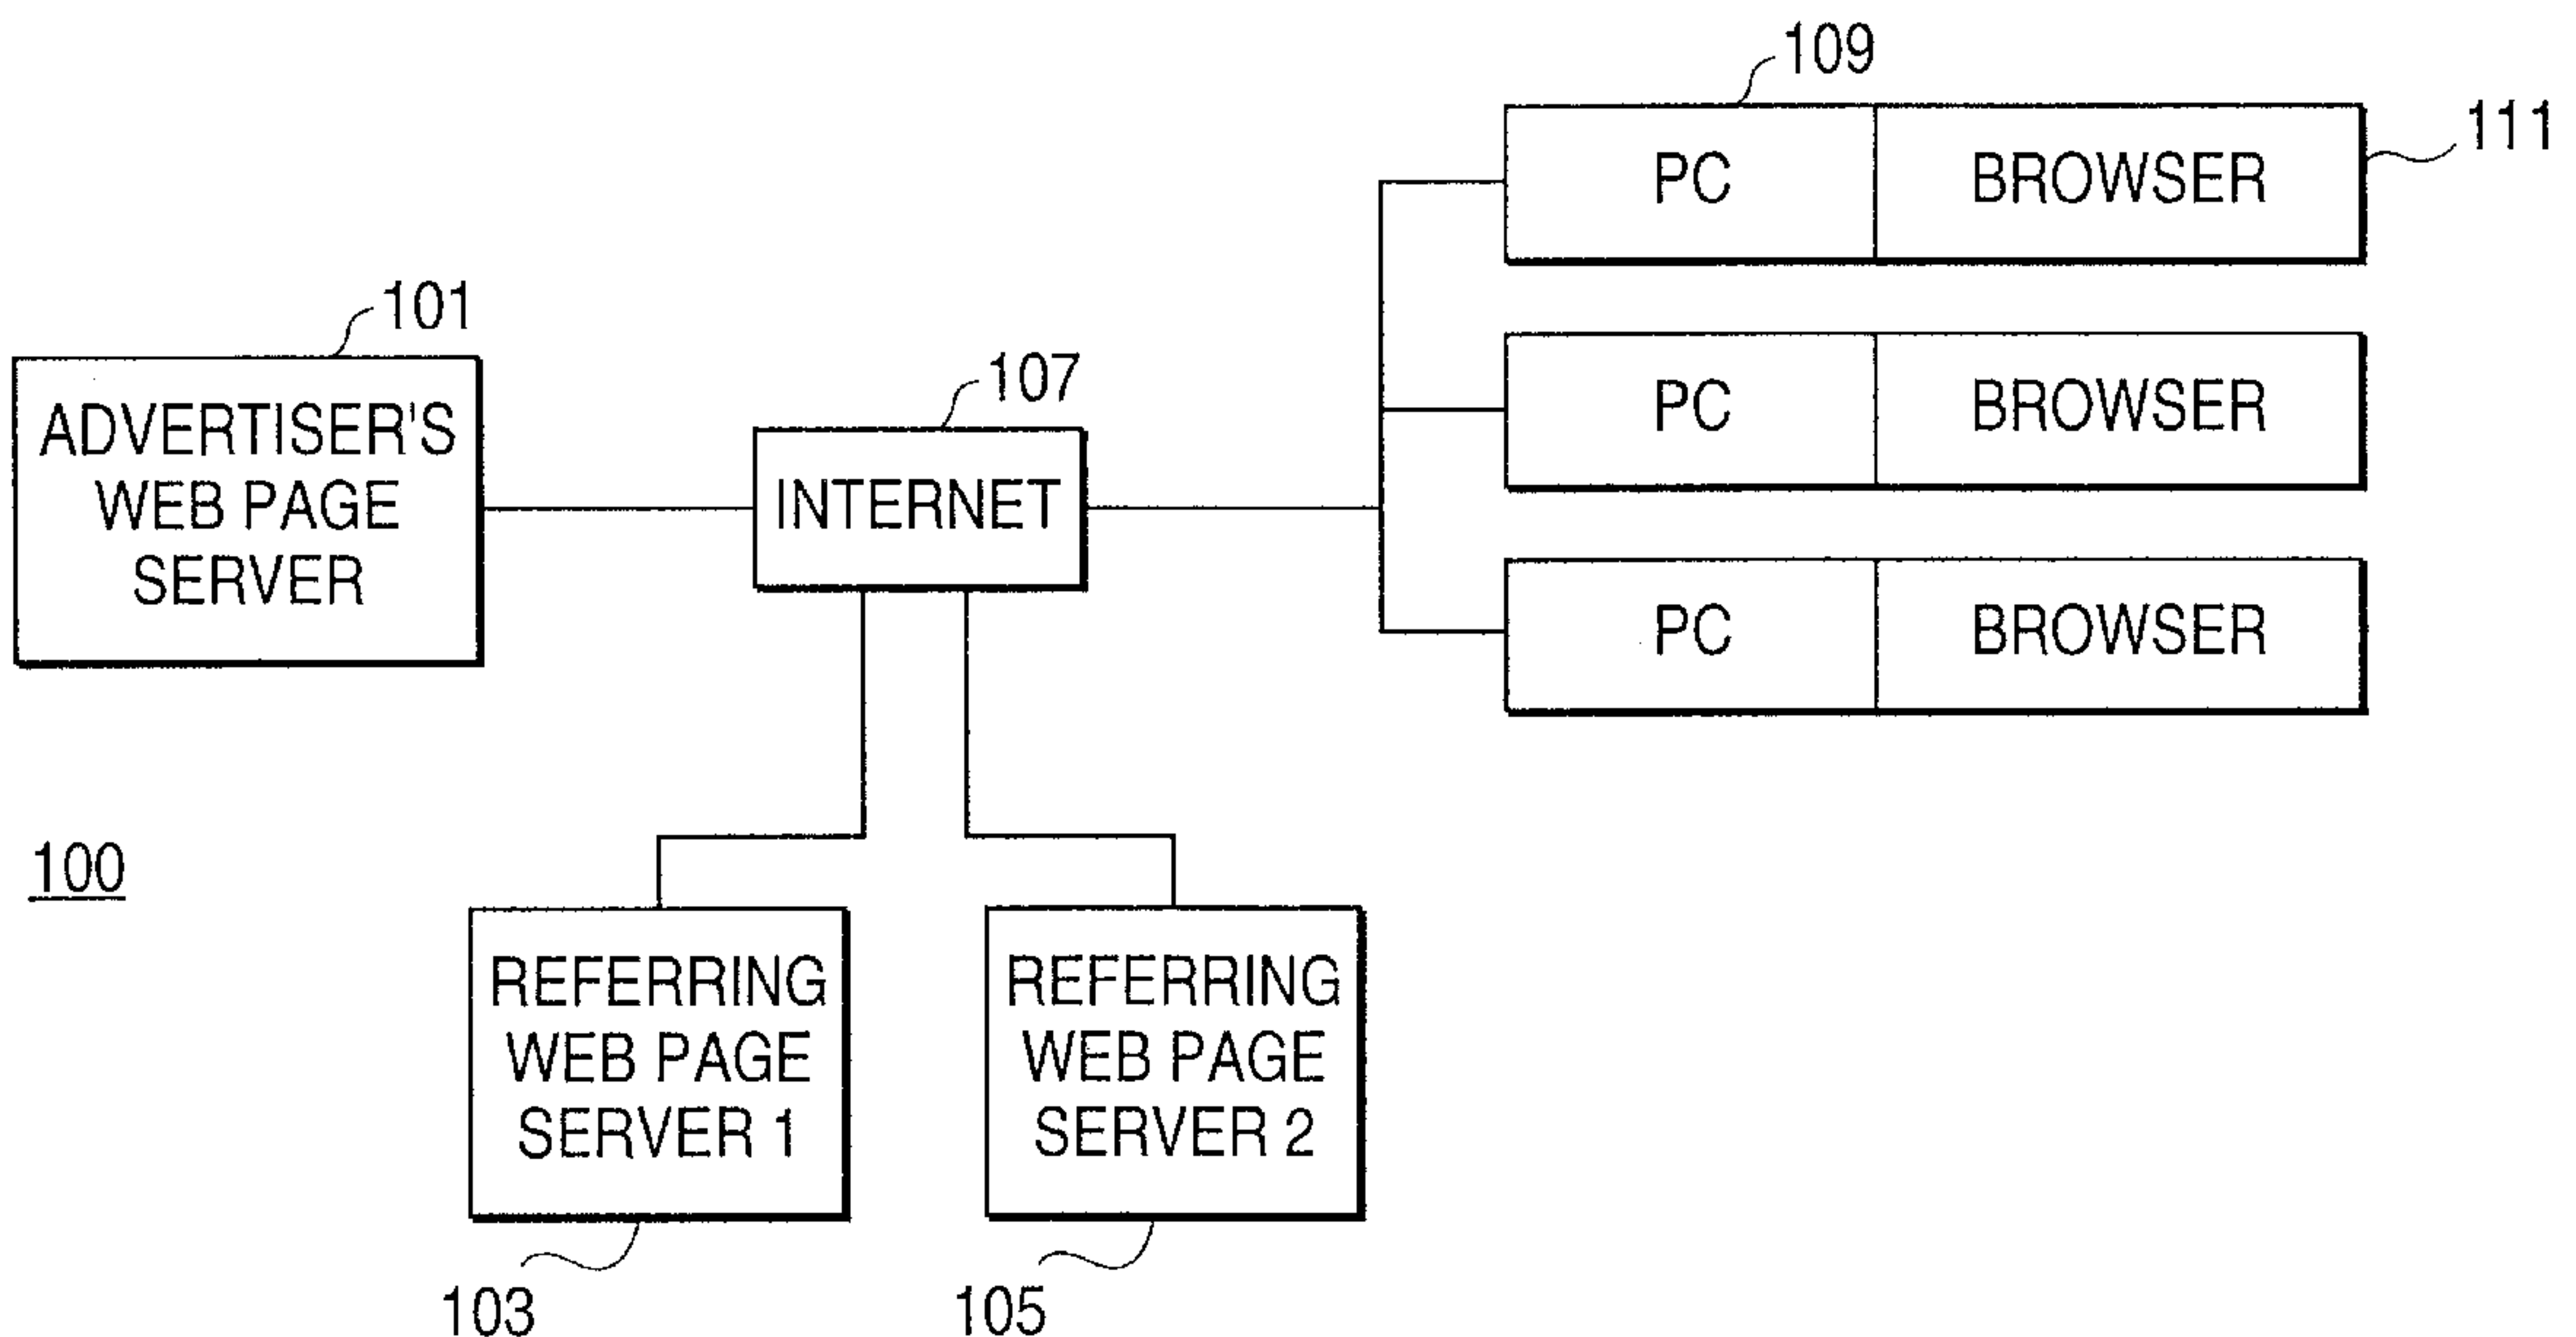 109
111
PC BROWSER
101
ADVERTISER'S
WEB PAGE
SERVER
107
INTERNET
PC BROWSER
PC BROWSER
100
REFERRING
WEB PAGE
SERVER 1
REFERRING
WEB PAGE
SERVER 2
103
105